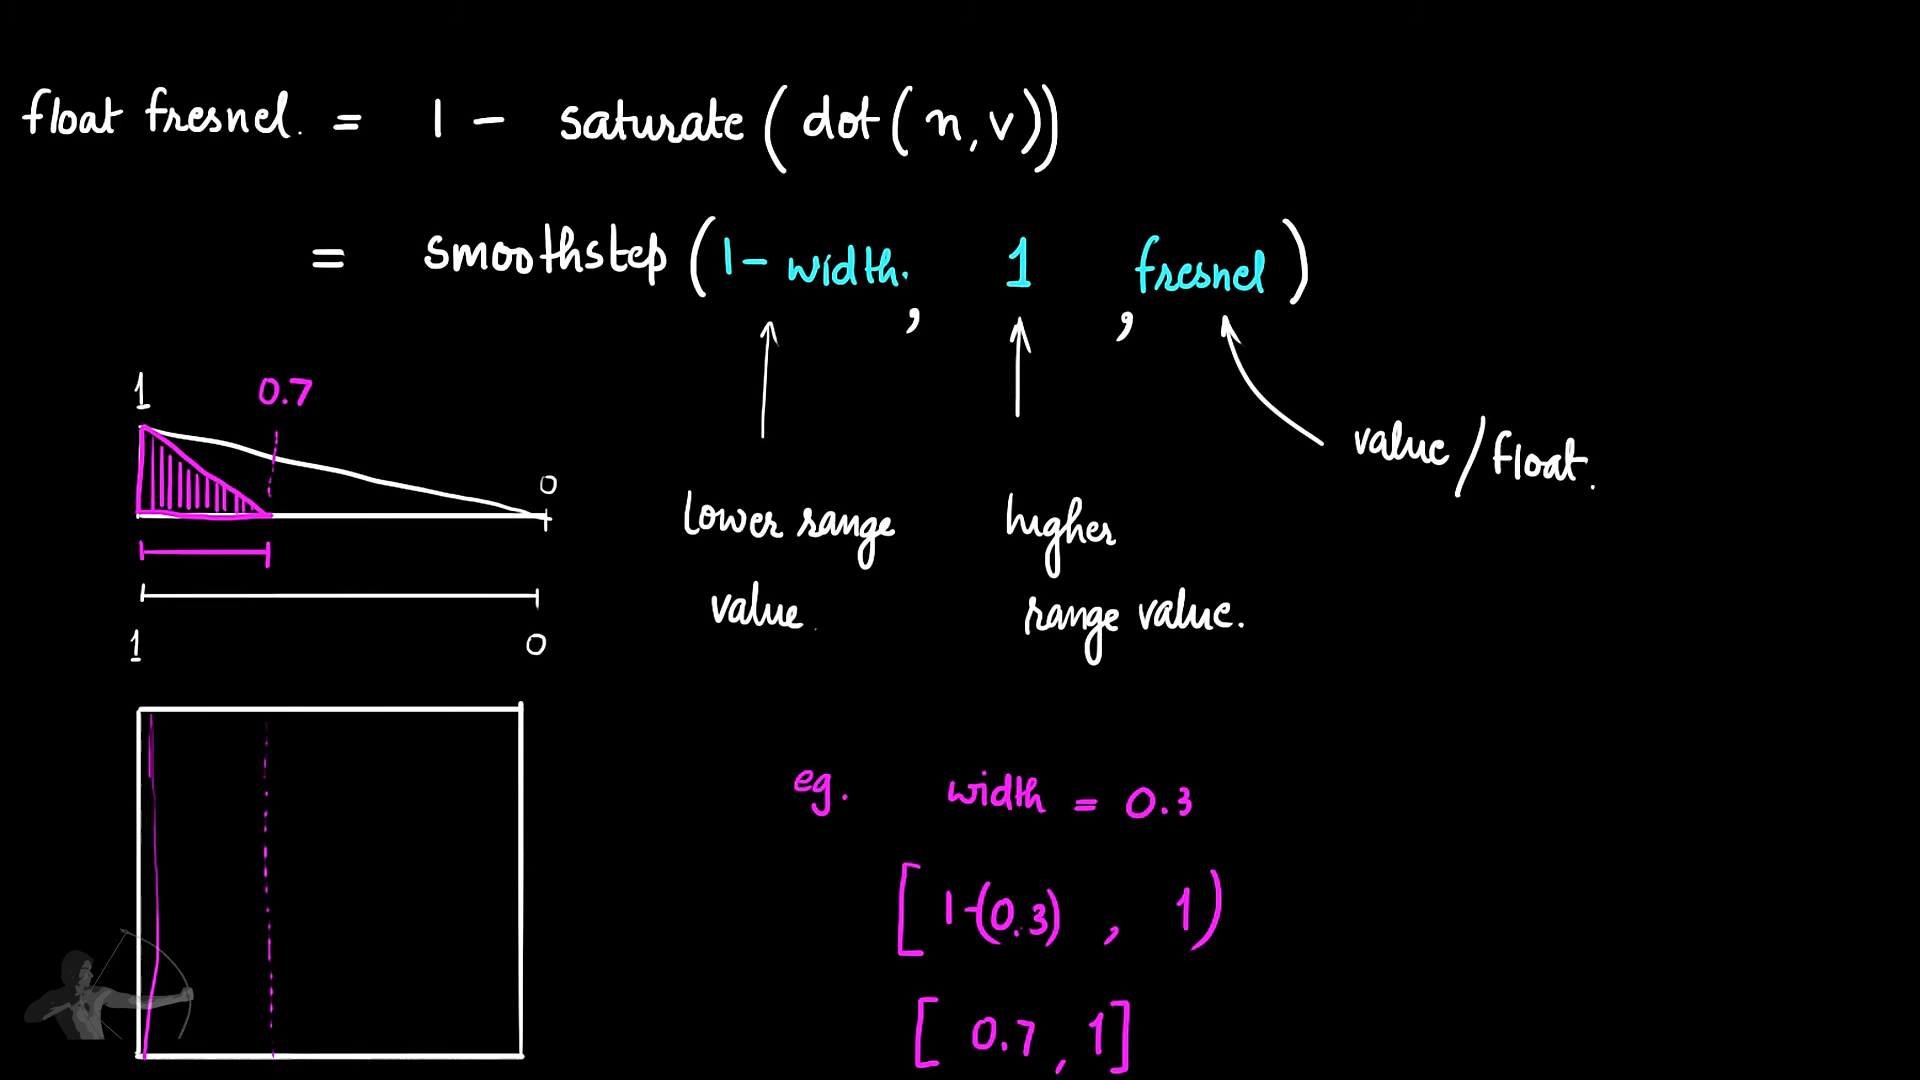 float fresnel. = 1 - saturate(dot(n,v))
= smoothstep(1-width., 1, fresnel)
1 0.7
0
1 0
value/float.
lower range
value.
higher
range value.
eg. width = 0.3
[1-(0.3), 1)
[0.7, 1]